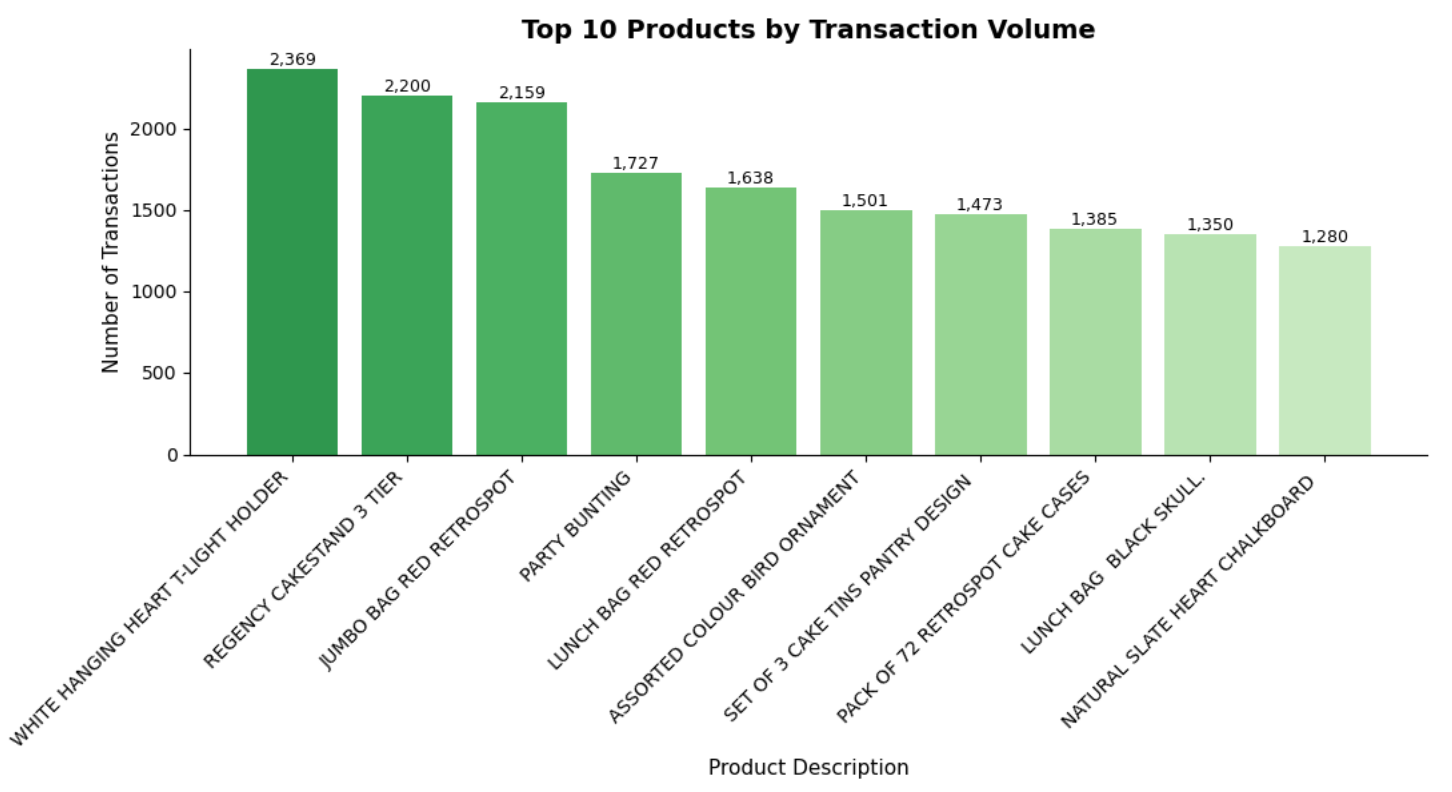 Top 10 Products by Transaction Volume
Number of Transactions
2000
1500
1000
500
0
2,369
2,200
2,159
1,727
1,638
1,501
1,473
1,385
1,350
1,280
WHITE HANGING HEART T-LIGHT HOLDER
REGENCY CAKESTAND 3 TIER
JUMBO BAG RED RETROSPOT
PARTY BUNTING
LUNCH BAG RED RETROSPOT
ASSORTED COLOUR BIRD ORNAMENT
SET OF 3 CAKE TINS PANTRY DESIGN
PACK OF 72 RETROSPOT CAKE CASES
LUNCH BAG  BLACK SKULL.
NATURAL SLATE HEART CHALKBOARD
Product Description